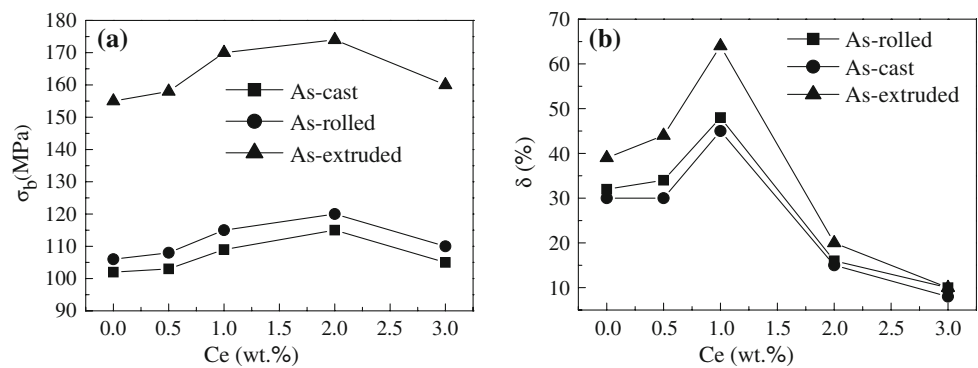 (a)
180
170
160
150
140
130
120
110
100
90
σb(MPa)
As-cast
As-rolled
As-extruded
0.0 0.5 1.0 1.5 2.0 2.5 3.0
Ce (wt.%)
(b)
70
60
50
40
30
20
10
δ (%)
As-rolled
As-cast
As-extruded
0.0 0.5 1.0 1.5 2.0 2.5 3.0
Ce (wt.%)